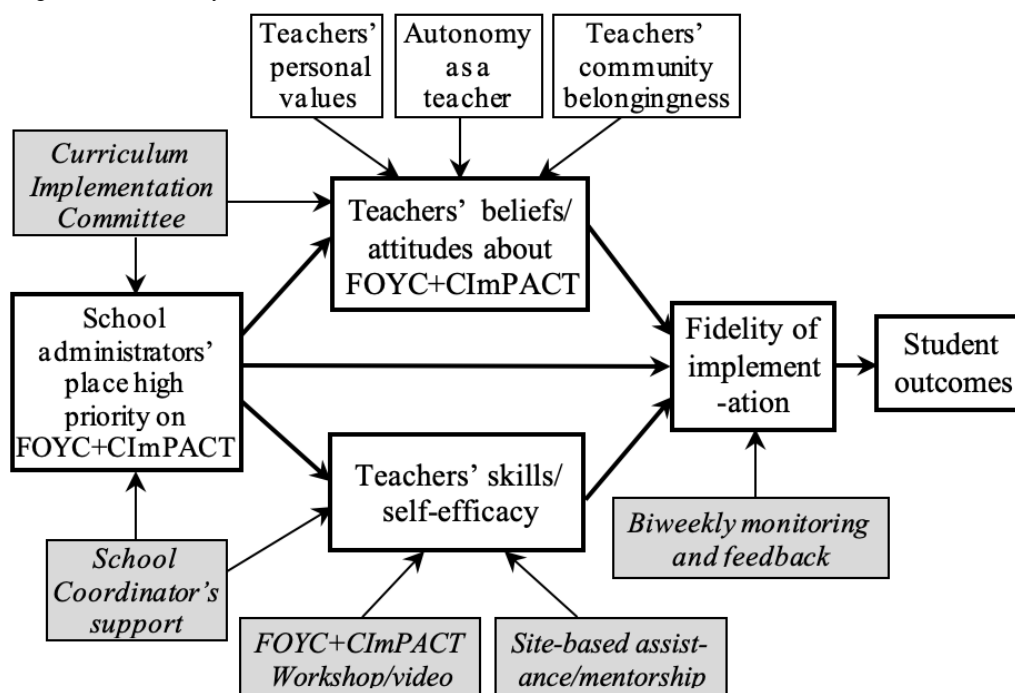 Teachers’
personal
values
Autonomy
as a
teacher
Teachers’
community
belongingness
Curriculum
Implementation
Committee
Teachers’ beliefs/
attitudes about
FOYC+CImPACT
School
administrators’
place high
priority on
FOYC+CImPACT
Fidelity of
implement
-ation
Student
outcomes
Teachers’ skills/
self-efficacy
Biweekly monitoring
and feedback
School
Coordinator’s
support
FOYC+CImPACT
Workshop/video
Site-based assist-
ance/mentorship